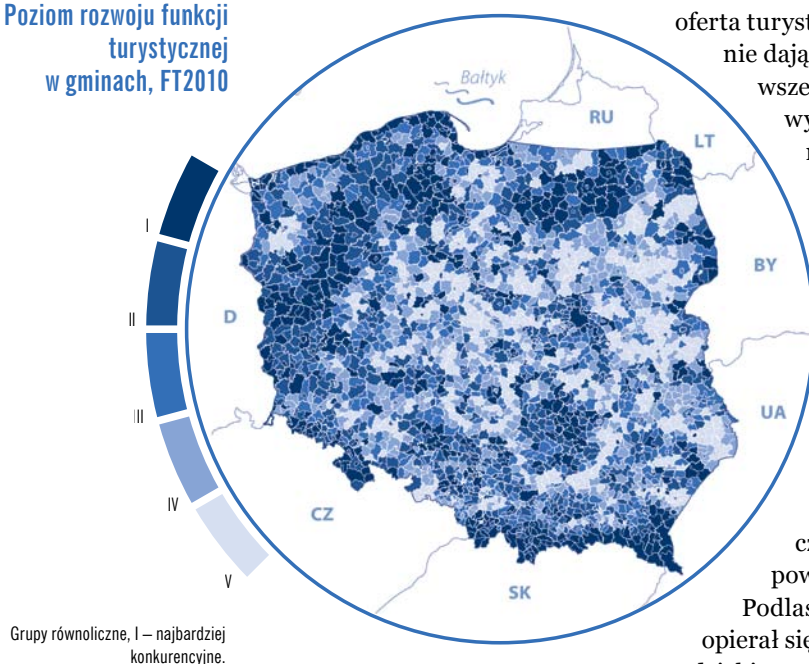 Poziom rozwoju funkcji
turystycznej
w gminach, FT2010
I
II
III
IV
V
Grupy równoliczne, I – najbardziej
konkurencyjne.
Bałtyk
RU
LT
BY
D
UA
CZ
SK
oferta turyst
nie dają
wsze
wy
cz
pow
Podlas
opierał się